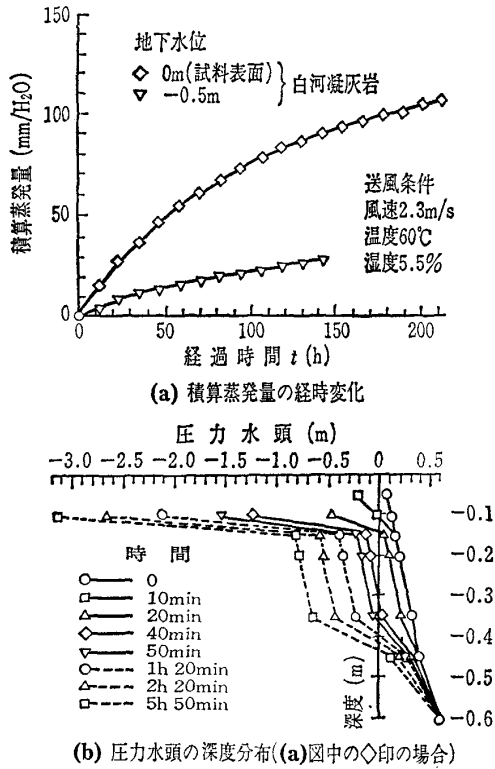 150
100
50
0
積算蒸発量 (mm/H₂O)
地下水位
◇ 0m(試料表面)
▽ −0.5m
}白河凝灰岩
送風条件
風速2.3m/s
温度60℃
湿度5.5%
0 50 100 150 200
経過時間 t (h)
(a) 積算蒸発量の経時変化
圧力水頭 (m)
−3.0 −2.5 −2.0 −1.5 −1.0 −0.5 0 0.5
−0.1
−0.2
−0.3
−0.4
−0.5
−0.6
深度 (m)
時間
0
10min
20min
40min
50min
1h 20min
2h 20min
5h 50min
(b) 圧力水頭の深度分布((a)図中の◇印の場合)